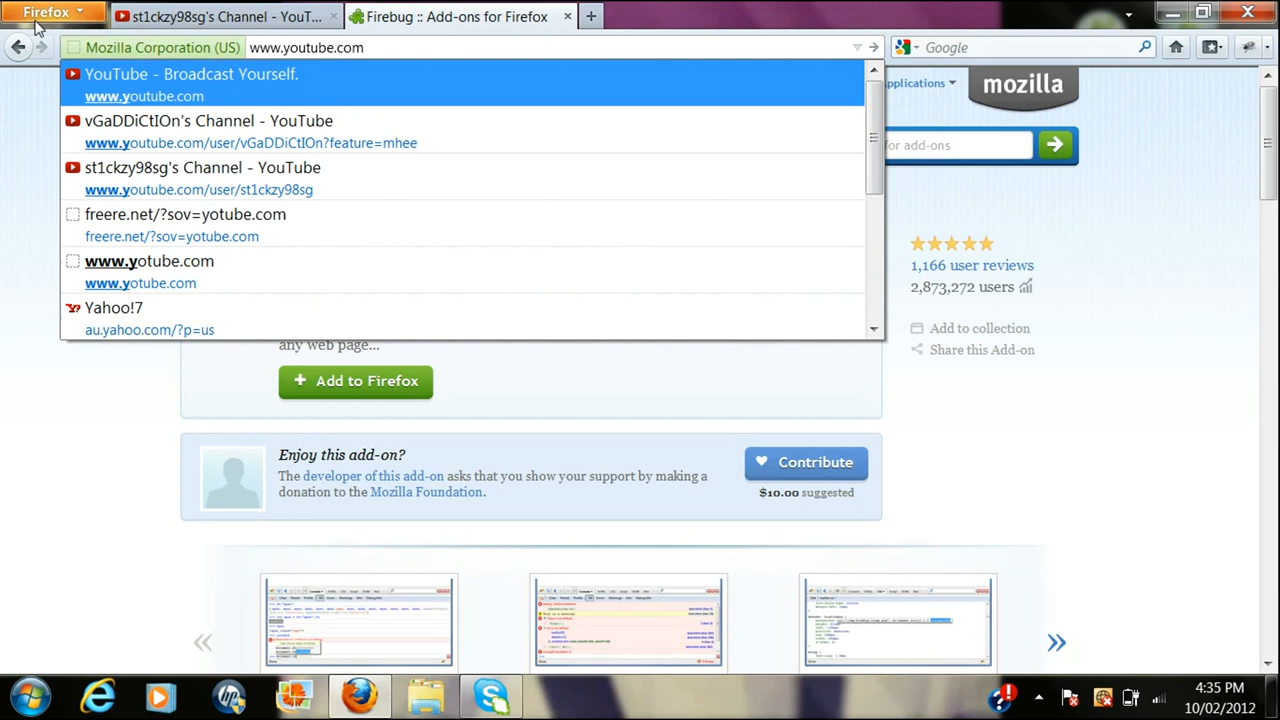 Firefox
st1ckzy98sg's Channel - YouT...
Firebug :: Add-ons for Firefox
Mozilla Corporation (US)
www.youtube.com
Google
YouTube - Broadcast Yourself.
www.youtube.com
vGaDDiCtIOn's Channel - YouTube
www.youtube.com/user/vGaDDiCtIOn?feature=mhee
st1ckzy98sg's Channel - YouTube
www.youtube.com/user/st1ckzy98sg
freere.net/?sov=yotube.com
freere.net/?sov=yotube.com
www.yotube.com
www.yotube.com
Yahoo!7
au.yahoo.com/?p=us
applications
mozilla
for add-ons
1,166 user reviews
2,873,272 users
Add to collection
Share this Add-on
any web page...
Add to Firefox
Enjoy this add-on?
The developer of this add-on asks that you show your support by making a
donation to the Mozilla Foundation.
Contribute
$10.00 suggested
4:35 PM
10/02/2012